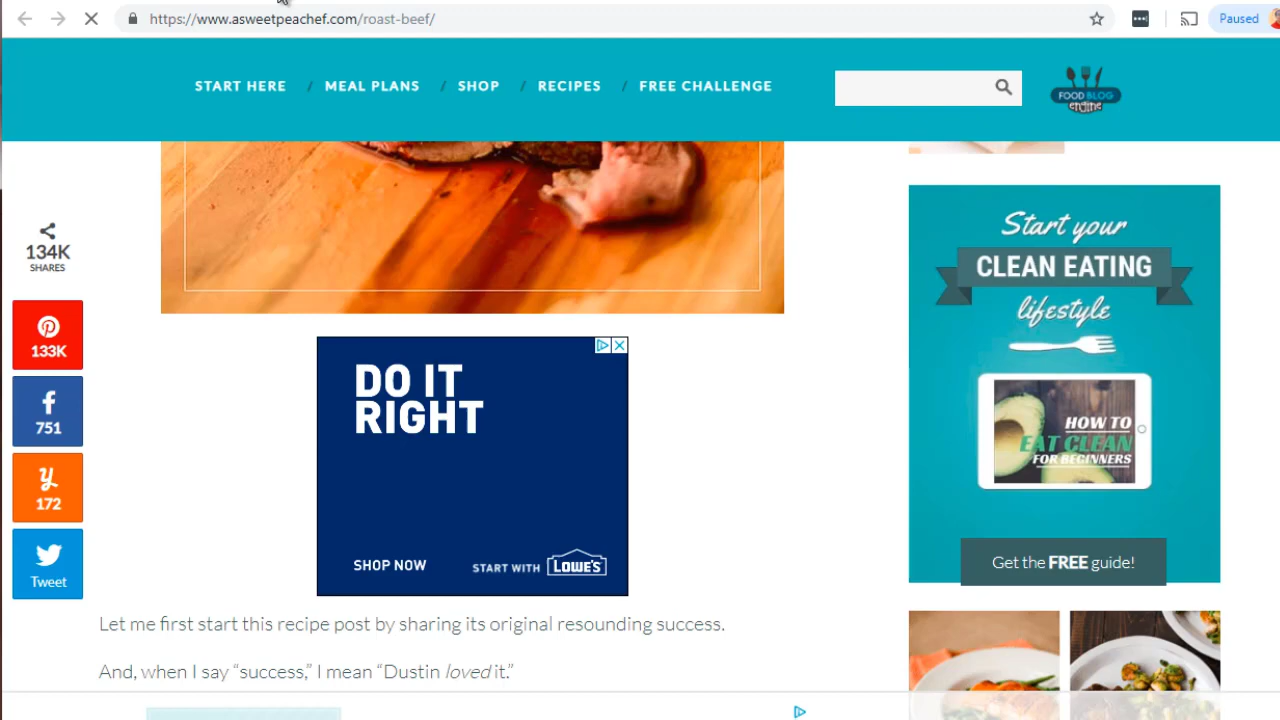 https://www.asweetpeachef.com/roast-beef/
Paused
START HERE / MEAL PLANS / SHOP / RECIPES / FREE CHALLENGE
FOOD BLOG
engine
134K
SHARES
133K
751
172
Tweet
DO IT
RIGHT
SHOP NOW
START WITH LOWE'S
Let me first start this recipe post by sharing its original resounding success.
And, when I say “success,” I mean “Dustin loved it.”
Start your
CLEAN EATING
lifestyle
HOW TO
EAT CLEAN
FOR BEGINNERS
Get the FREE guide!